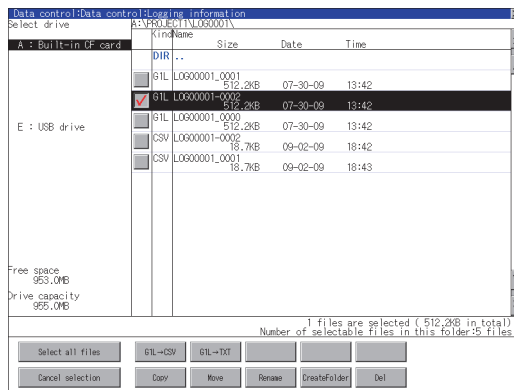 Data control:Data control:Logging information
Select drive
A:\PROJECT1\LOG00001\
Kind Name
Size Date Time
A : Built-in CF card
DIR ..
G1L LOG00001_0001
512.2KB 07-30-09 13:42
G1L LOG00001-0002
512.2KB 07-30-09 13:42
G1L LOG00001_0000
512.2KB 07-30-09 13:42
E : USB drive
CSV LOG00001-0002
18.7KB 09-02-09 18:42
CSV LOG00001_0001
18.7KB 09-02-09 18:43
Free space
953.0MB
Drive capacity
955.0MB
1 files are selected ( 512.2KB in total)
Number of selectable files in this folder:5 files
Select all files G1L→CSV G1L→TXT
Cancel selection Copy Move Rename CreateFolder Del